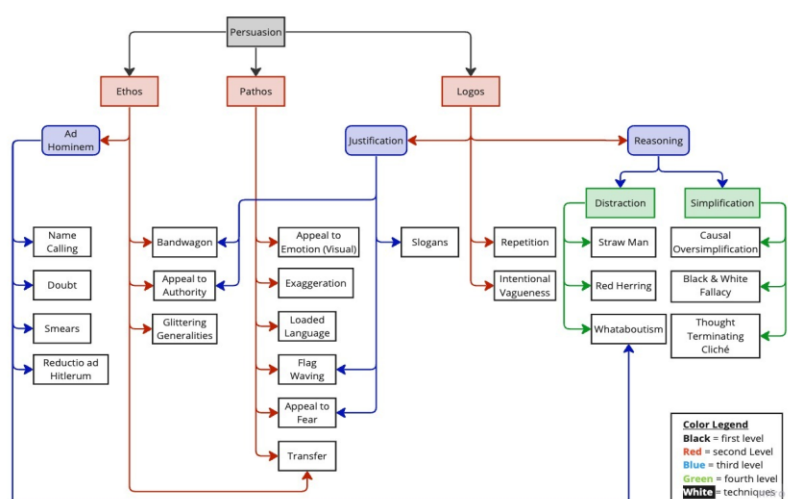 Persuasion
Ethos
Pathos
Logos
Ad
Hominem
Justification
Reasoning
Distraction
Simplification
Name
Calling
Bandwagon
Appeal to
Emotion (Visual)
Slogans
Repetition
Straw Man
Causal
Oversimplification
Doubt
Appeal to
Authority
Exaggeration
Intentional
Vagueness
Red Herring
Black & White
Fallacy
Smears
Glittering
Generalities
Loaded
Language
Whataboutism
Thought
Terminating
Cliché
Reductio ad
Hitlerum
Flag
Waving
Appeal to
Fear
Transfer
Color Legend
Black = first level
Red = second Level
Blue = third level
Green = fourth level
White = techniques